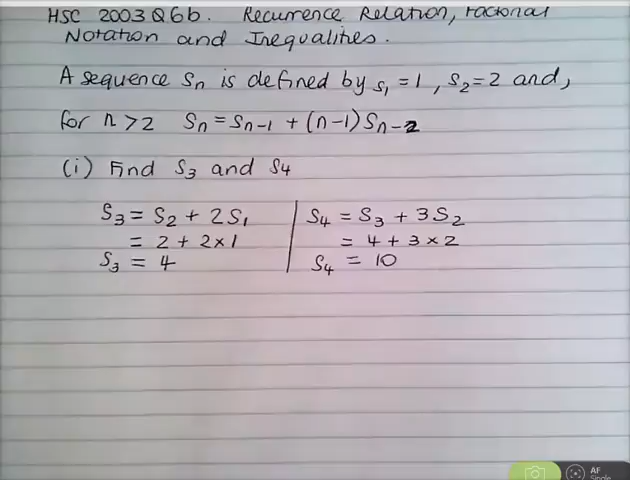 HSC 2003 Q6b. Recurrence Relation, Factorial
Notation and Inequalities.
A sequence Sn is defined by s1 = 1, s2 = 2 and,
for n > 2 Sn = Sn-1 + (n-1) Sn-2
(i) Find S3 and S4
S3 = S2 + 2S1
= 2 + 2×1
S3 = 4
S4 = S3 + 3S2
= 4 + 3×2
S4 = 10
AF
Single